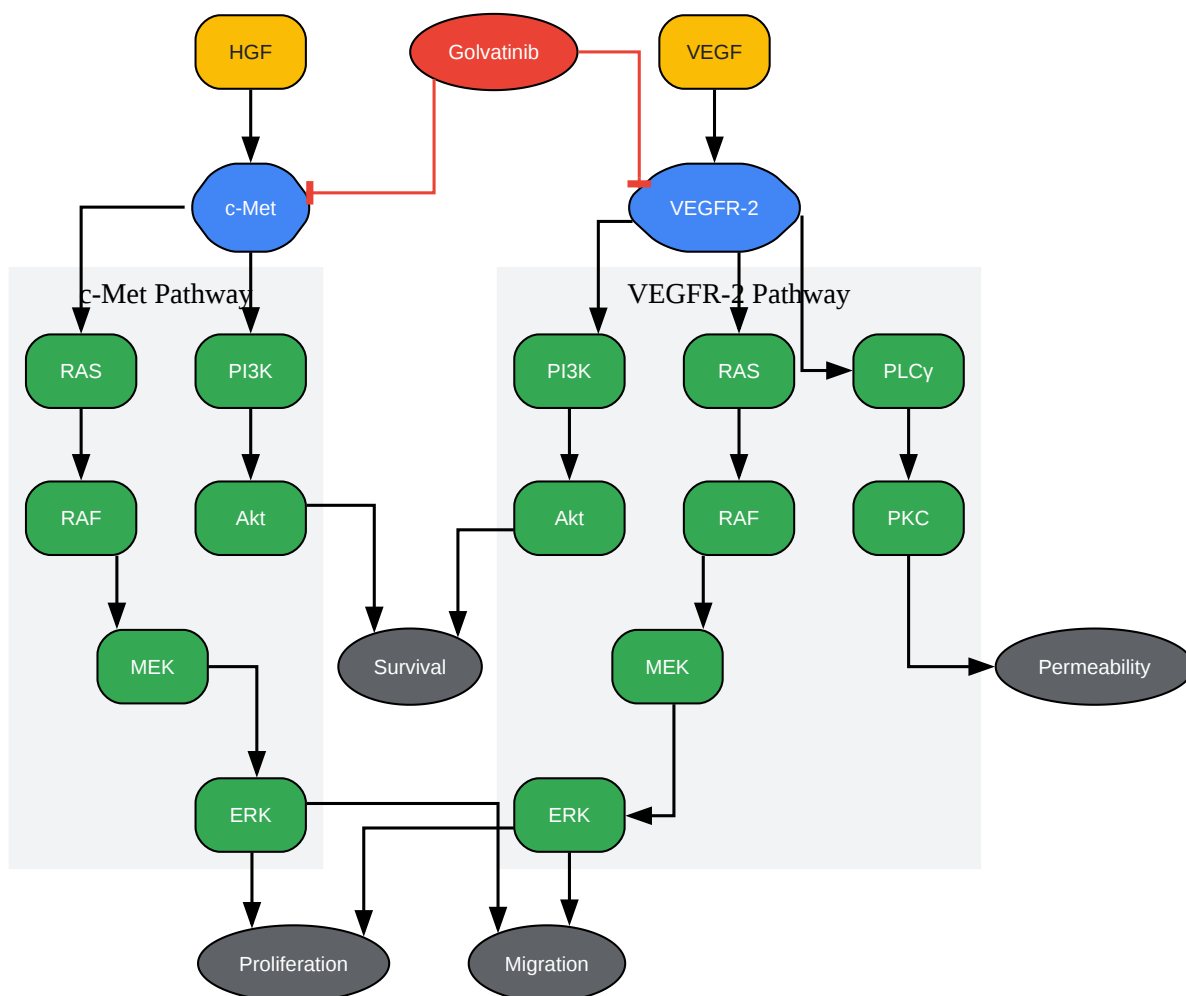 HGF
Golvatinib
VEGF
c-Met
VEGFR-2
c-Met Pathway
VEGFR-2 Pathway
RAS
PI3K
PI3K
RAS
PLCγ
RAF
Akt
Akt
RAF
PKC
MEK
Survival
MEK
Permeability
ERK
ERK
Proliferation
Migration